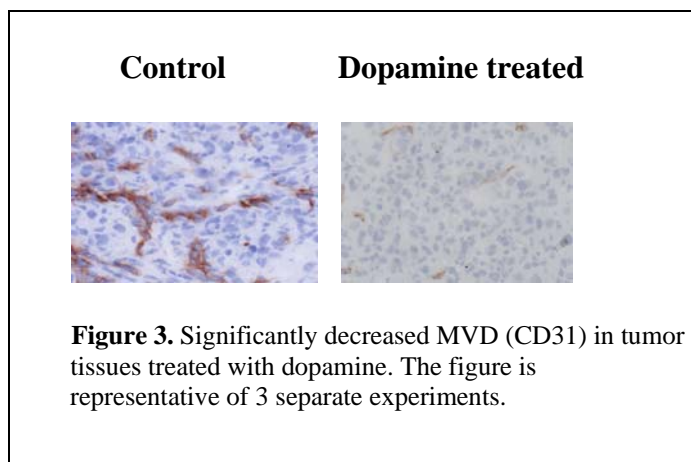 Control Dopamine treated
Figure 3. Significantly decreased MVD (CD31) in tumor
tissues treated with dopamine. The figure is
representative of 3 separate experiments.